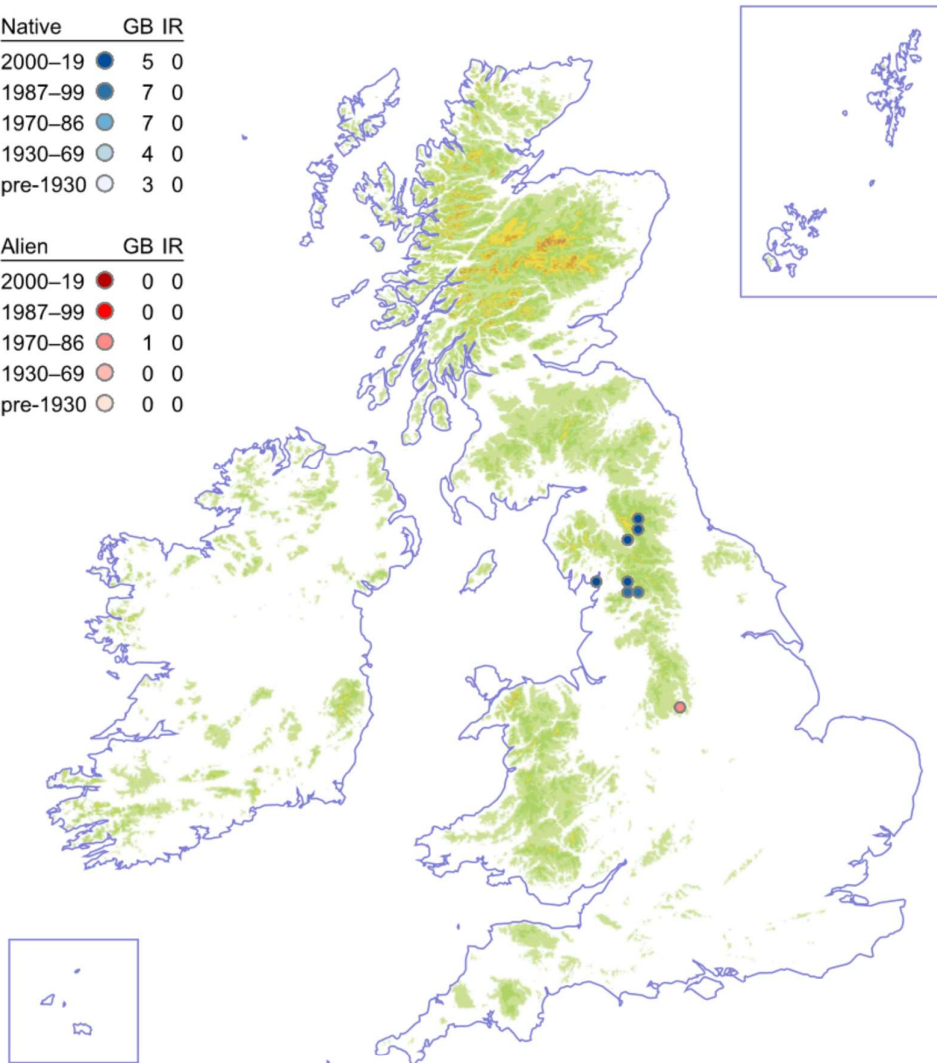 Native GB IR
2000–19 5 0
1987–99 7 0
1970–86 7 0
1930–69 4 0
pre-1930 3 0
Alien GB IR
2000–19 0 0
1987–99 0 0
1970–86 1 0
1930–69 0 0
pre-1930 0 0